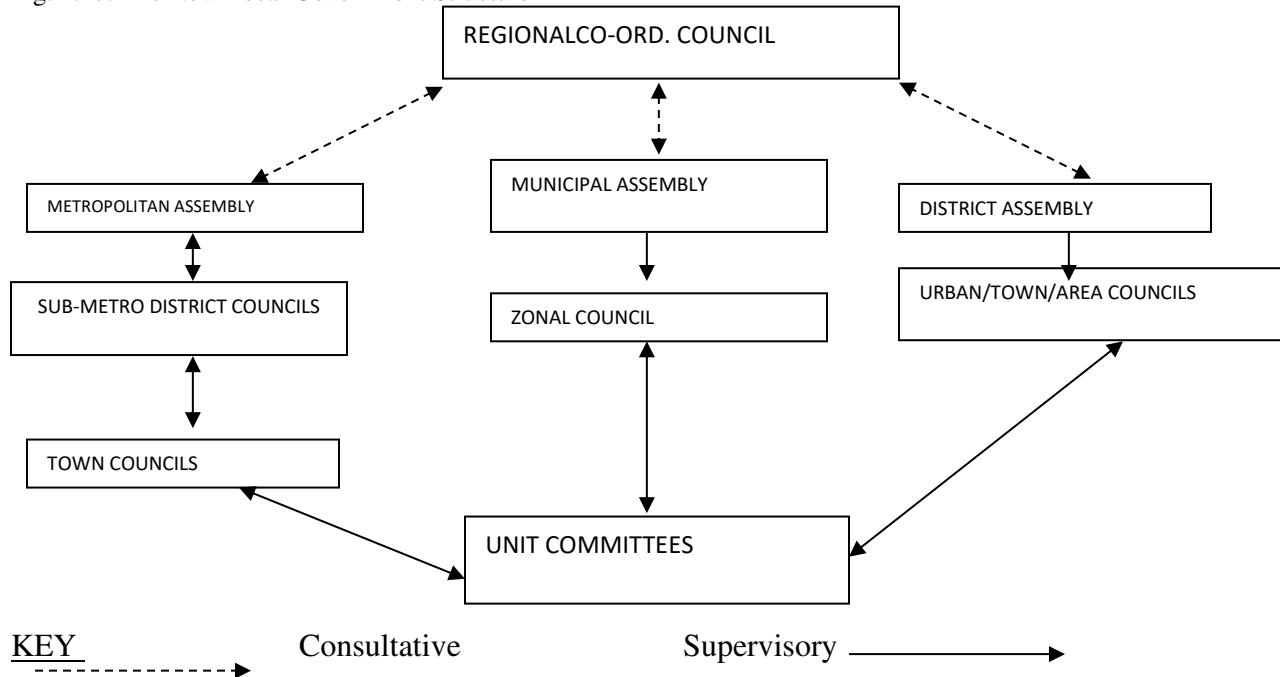 REGIONALCO-ORD. COUNCIL
METROPOLITAN ASSEMBLY
MUNICIPAL ASSEMBLY
DISTRICT ASSEMBLY
SUB-METRO DISTRICT COUNCILS
ZONAL COUNCIL
URBAN/TOWN/AREA COUNCILS
TOWN COUNCILS
UNIT COMMITTEES
KEY Consultative Supervisory